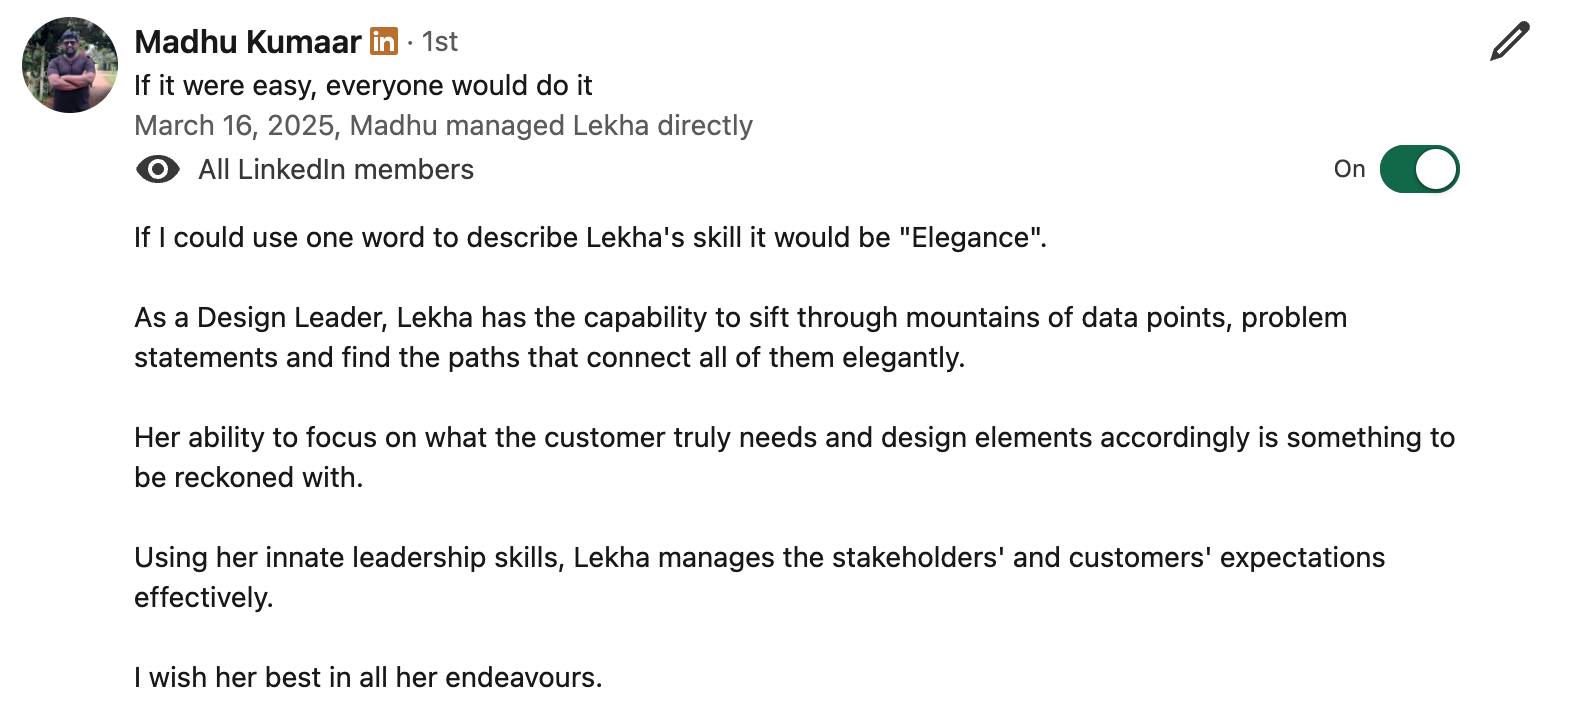 Madhu Kumaar in · 1st
If it were easy, everyone would do it
March 16, 2025, Madhu managed Lekha directly
All LinkedIn members
On
If I could use one word to describe Lekha's skill it would be "Elegance".
As a Design Leader, Lekha has the capability to sift through mountains of data points, problem
statements and find the paths that connect all of them elegantly.
Her ability to focus on what the customer truly needs and design elements accordingly is something to
be reckoned with.
Using her innate leadership skills, Lekha manages the stakeholders' and customers' expectations
effectively.
I wish her best in all her endeavours.